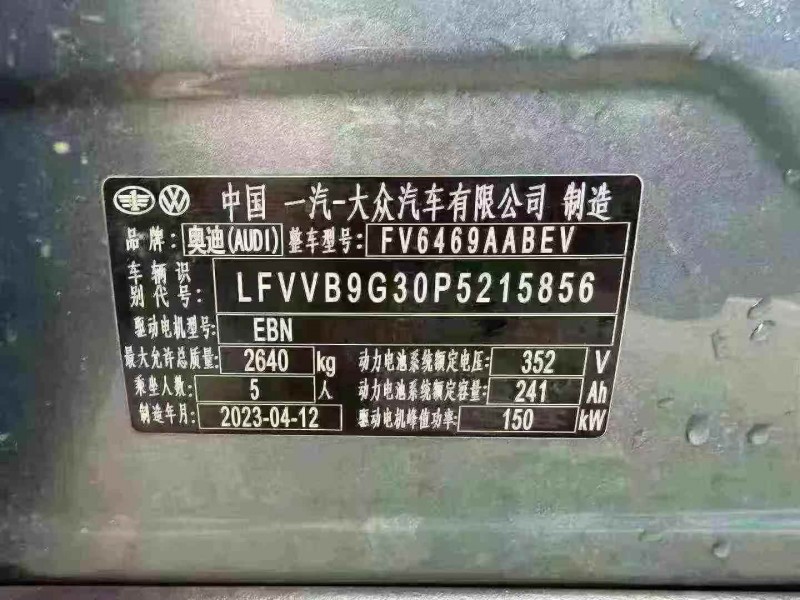 中国 一汽-大众汽车有限公司 制造
品牌: 奥迪(AUDI) 整车型号: FV6469AABEV
车辆识别代号: LFVVB9G30P5215856
驱动电机型号: EBN
最大允许总质量: 2640 kg 动力电池系统额定电压: 352 V
乘坐人数: 5 人 动力电池系统额定容量: 241 Ah
制造年月: 2023-04-12 驱动电机峰值功率: 150 kW